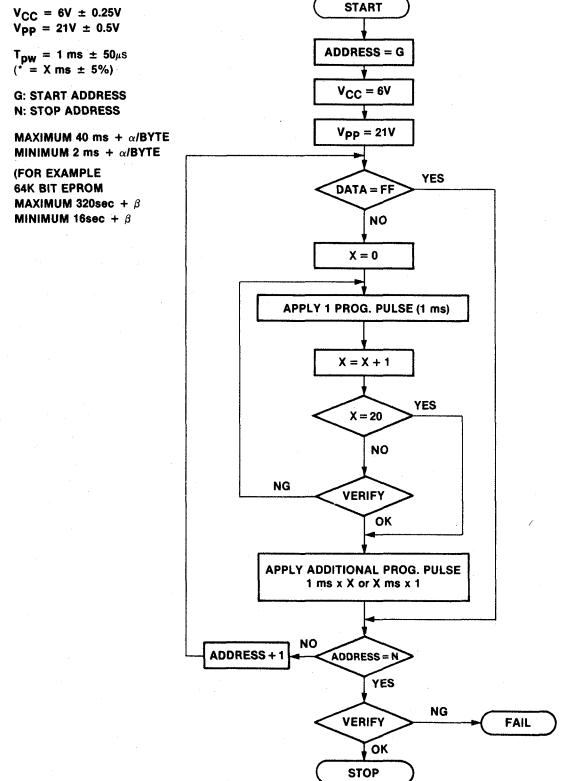 VCC = 6V ± 0.25V
VPP = 21V ± 0.5V
Tpw = 1 ms ± 50μs
(* = X ms ± 5%)
G: START ADDRESS
N: STOP ADDRESS
MAXIMUM 40 ms + α/BYTE
MINIMUM 2 ms + α/BYTE
(FOR EXAMPLE
64K BIT EPROM
MAXIMUM 320sec + β
MINIMUM 16sec + β
START
ADDRESS = G
VCC = 6V
VPP = 21V
DATA = FF
YES
NO
X = 0
APPLY 1 PROG. PULSE (1 ms)
X = X + 1
X = 20
YES
NO
VERIFY
NG
OK
APPLY ADDITIONAL PROG. PULSE
1 ms x X or X ms x 1
ADDRESS = N
NO
ADDRESS + 1
YES
VERIFY
NG
FAIL
OK
STOP